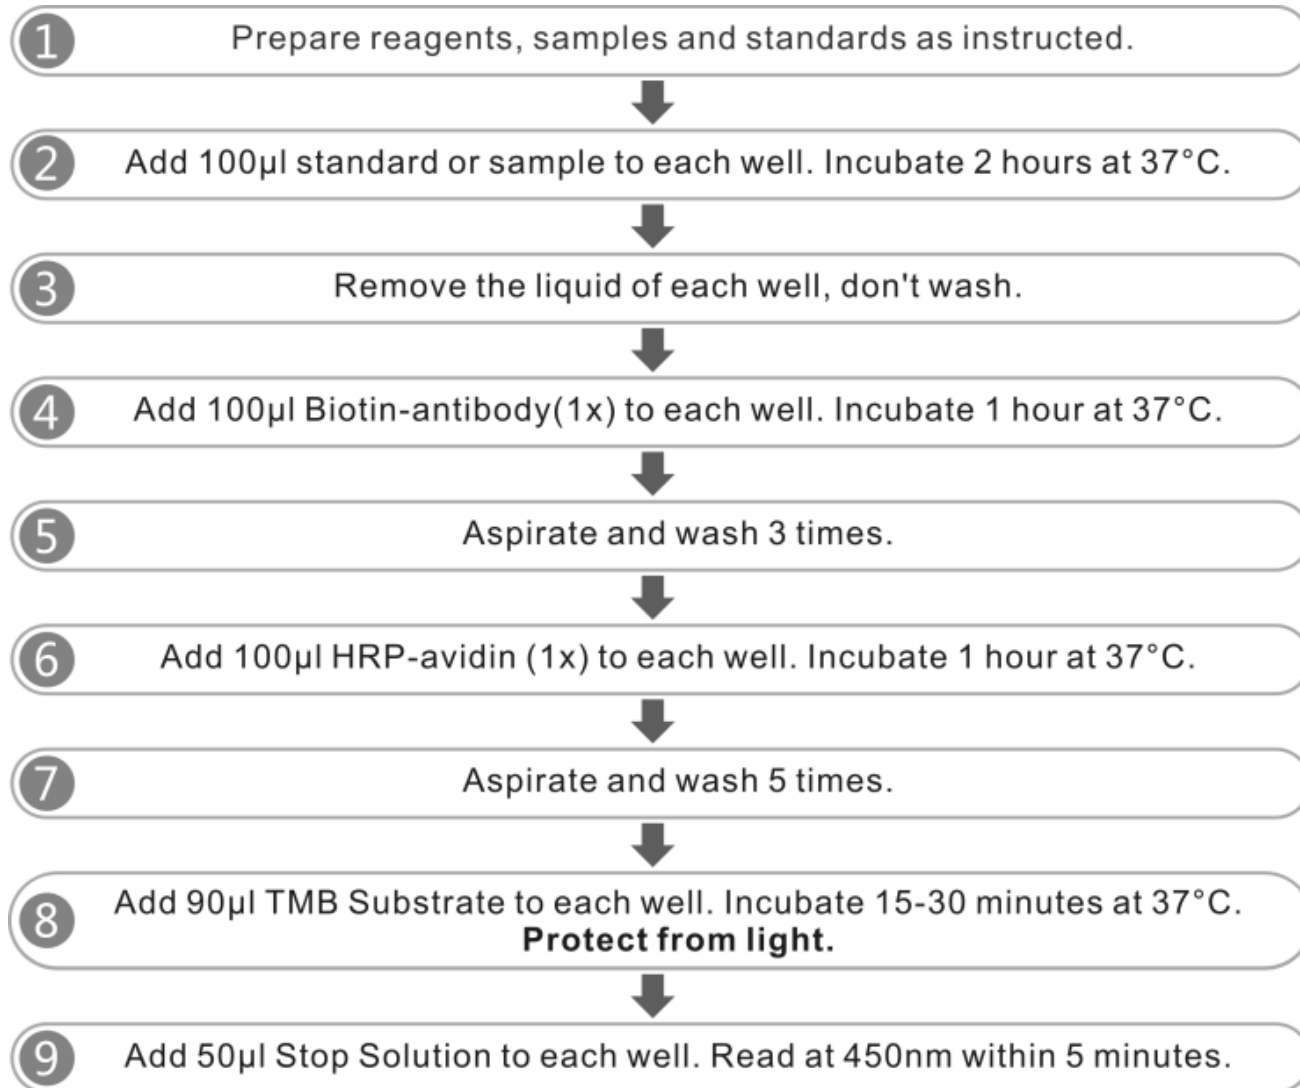 1 Prepare reagents, samples and standards as instructed.
2 Add 100µl standard or sample to each well. Incubate 2 hours at 37°C.
3 Remove the liquid of each well, don't wash.
4 Add 100µl Biotin-antibody(1x) to each well. Incubate 1 hour at 37°C.
5 Aspirate and wash 3 times.
6 Add 100µl HRP-avidin (1x) to each well. Incubate 1 hour at 37°C.
7 Aspirate and wash 5 times.
8 Add 90µl TMB Substrate to each well. Incubate 15-30 minutes at 37°C.
Protect from light.
9 Add 50µl Stop Solution to each well. Read at 450nm within 5 minutes.